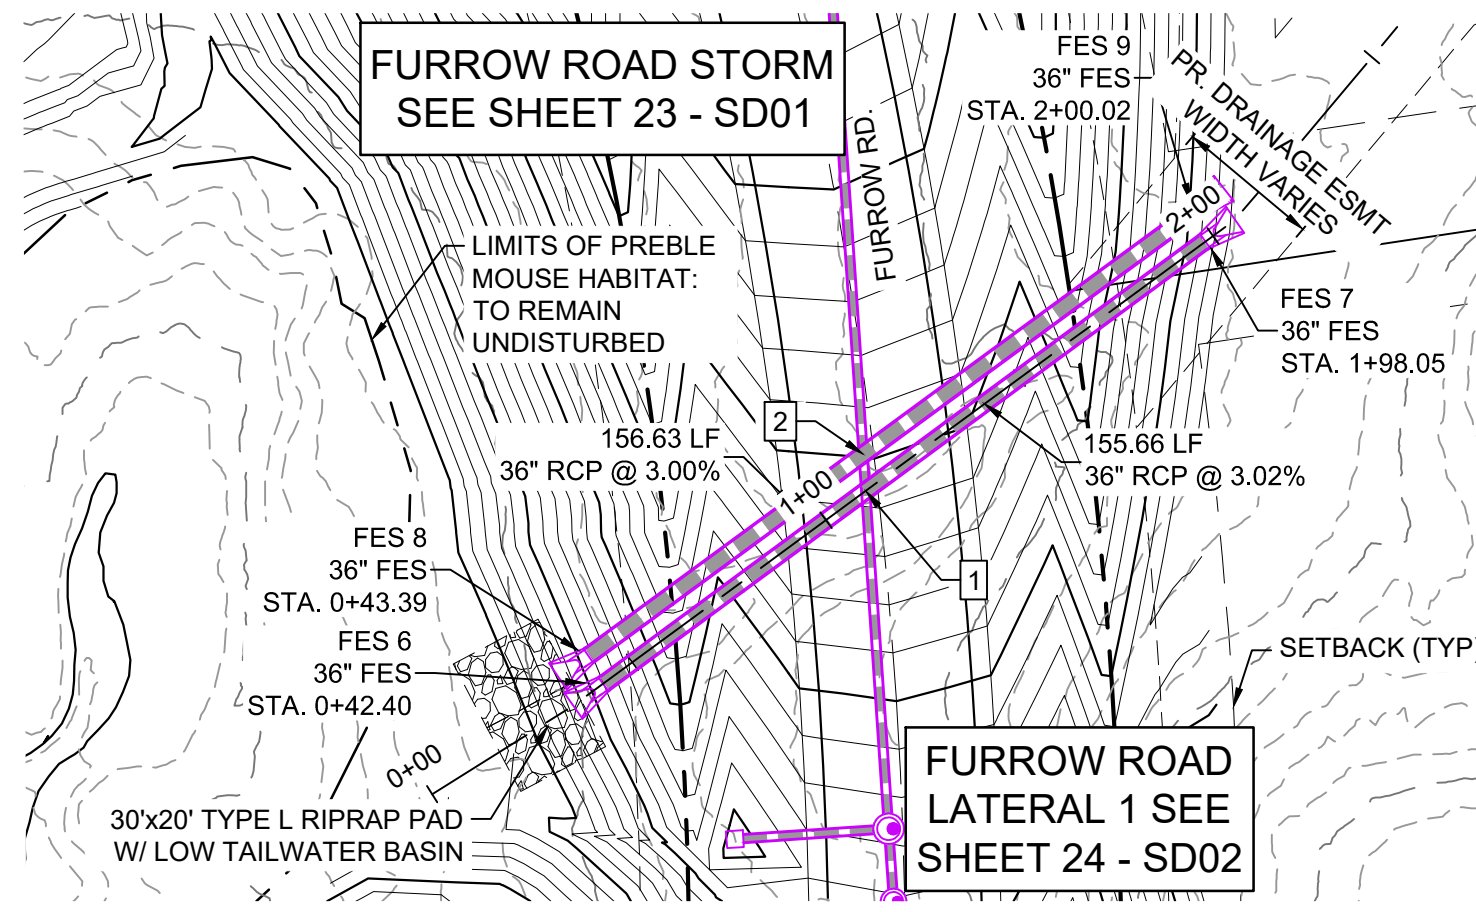 FURROW ROAD STORM
SEE SHEET 23 - SD01
FES 9
36" FES
STA. 2+00.02
PR. DRAINAGE ESMT
WIDTH VARIES
FURROW RD.
2+00
LIMITS OF PREBLE
MOUSE HABITAT:
TO REMAIN
UNDISTURBED
FES 7
36" FES
STA. 1+98.05
2
156.63 LF
36" RCP @ 3.00%
155.66 LF
36" RCP @ 3.02%
1+00
1
FES 8
36" FES
STA. 0+43.39
FES 6
36" FES
STA. 0+42.40
SETBACK (TYP)
0+00
30'x20' TYPE L RIPRAP PAD
W/ LOW TAILWATER BASIN
FURROW ROAD
LATERAL 1 SEE
SHEET 24 - SD02